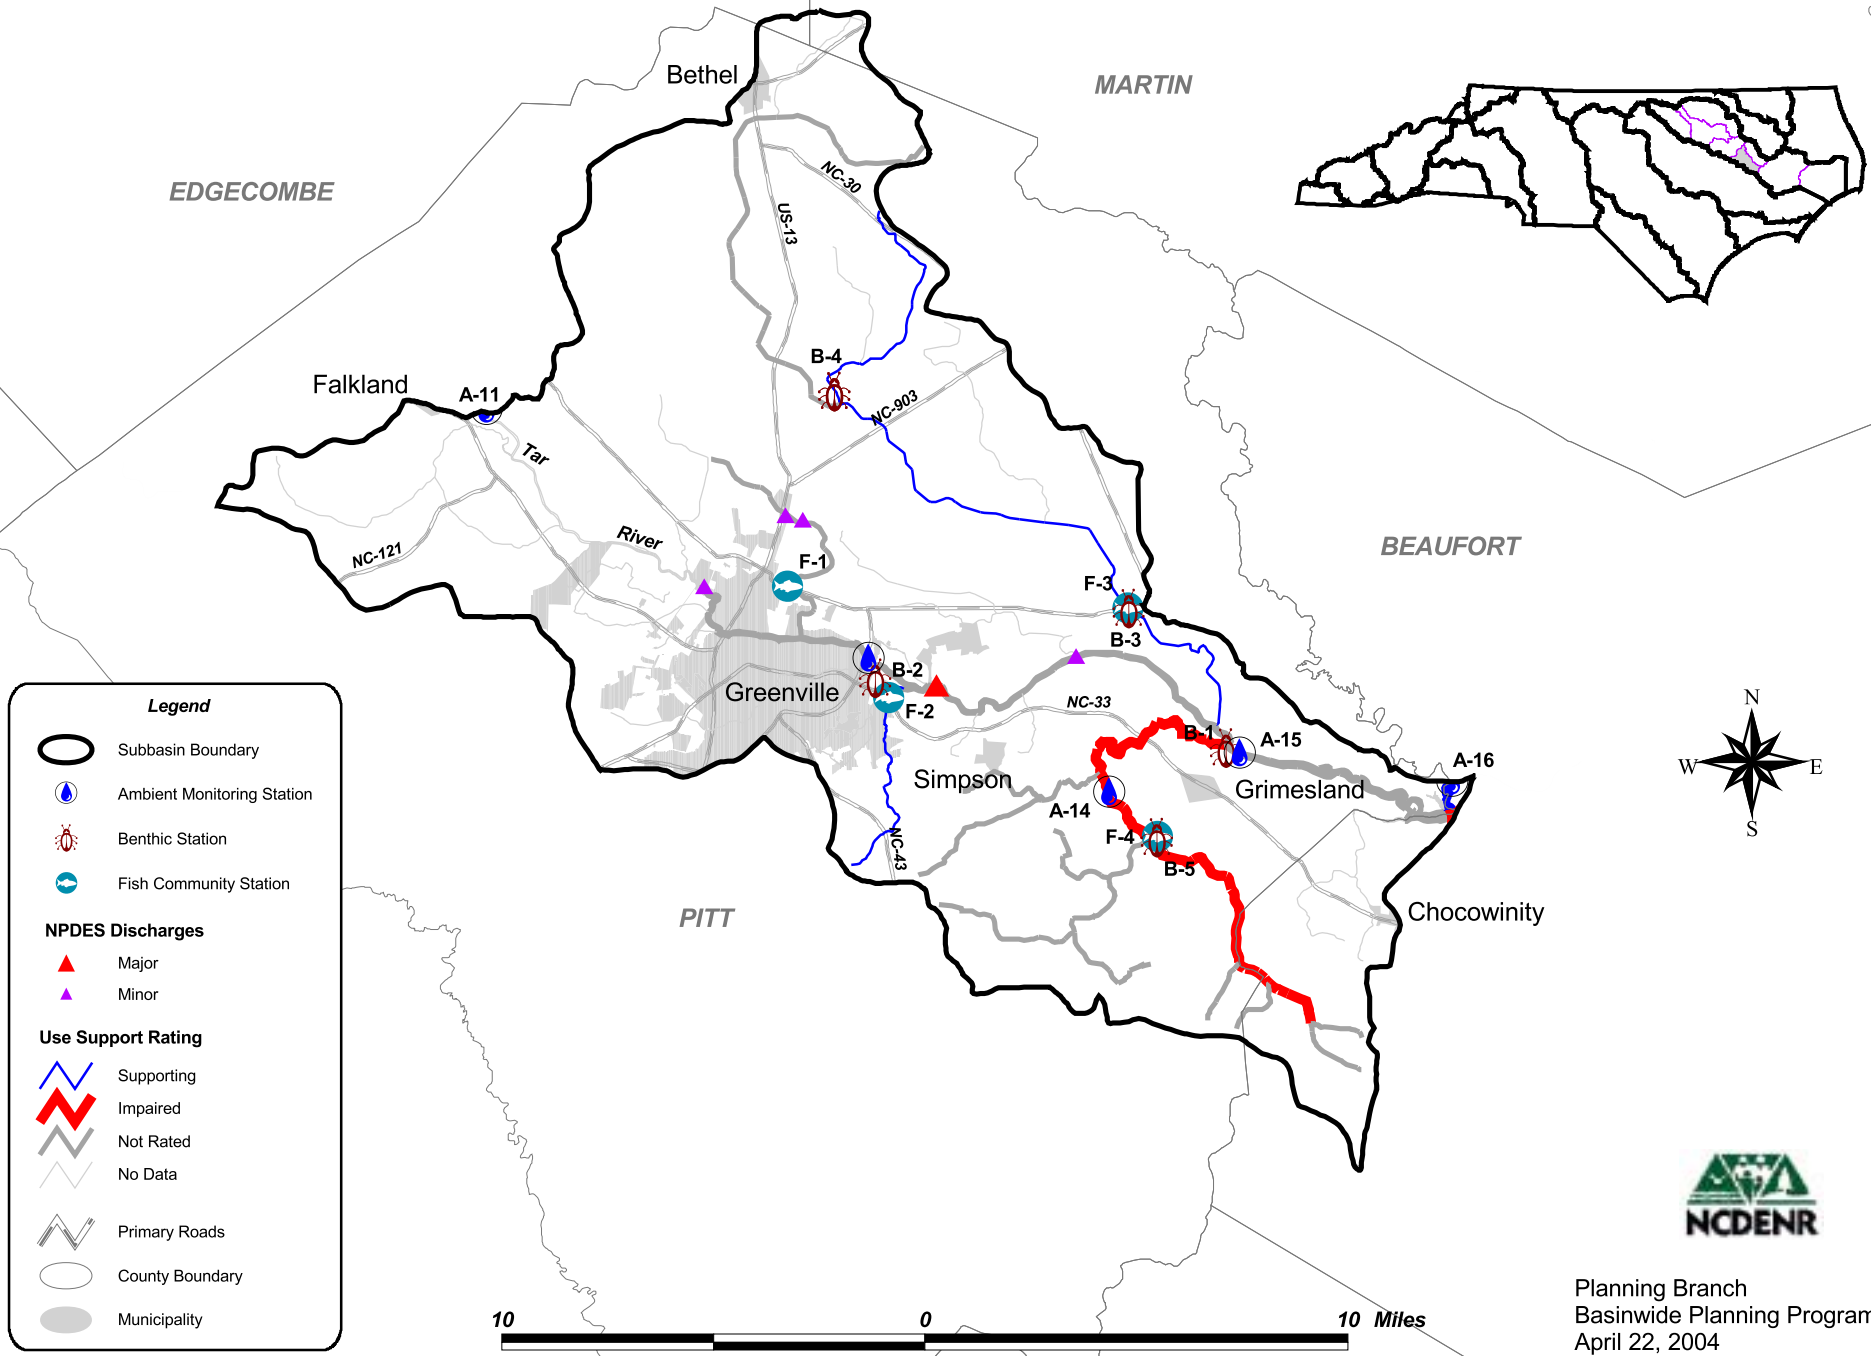 Bethel
MARTIN
EDGECOMBE
NC-30
US-13
B-4
Falkland
A-11
NC-903
Tar
River
NC-121
F-1
BEAUFORT
F-3
B-3
B-2
Greenville
F-2
NC-33
B-1
A-15
A-16
Simpson
A-14
Grimesland
F-4
B-5
NC-43
Chocowinity
PITT
N
W
E
S
Legend
Subbasin Boundary
Ambient Monitoring Station
Benthic Station
Fish Community Station
NPDES Discharges
Major
Minor
Use Support Rating
Supporting
Impaired
Not Rated
No Data
Primary Roads
County Boundary
Municipality
10
0
10 Miles
NCDENR
Planning Branch
Basinwide Planning Program
April 22, 2004